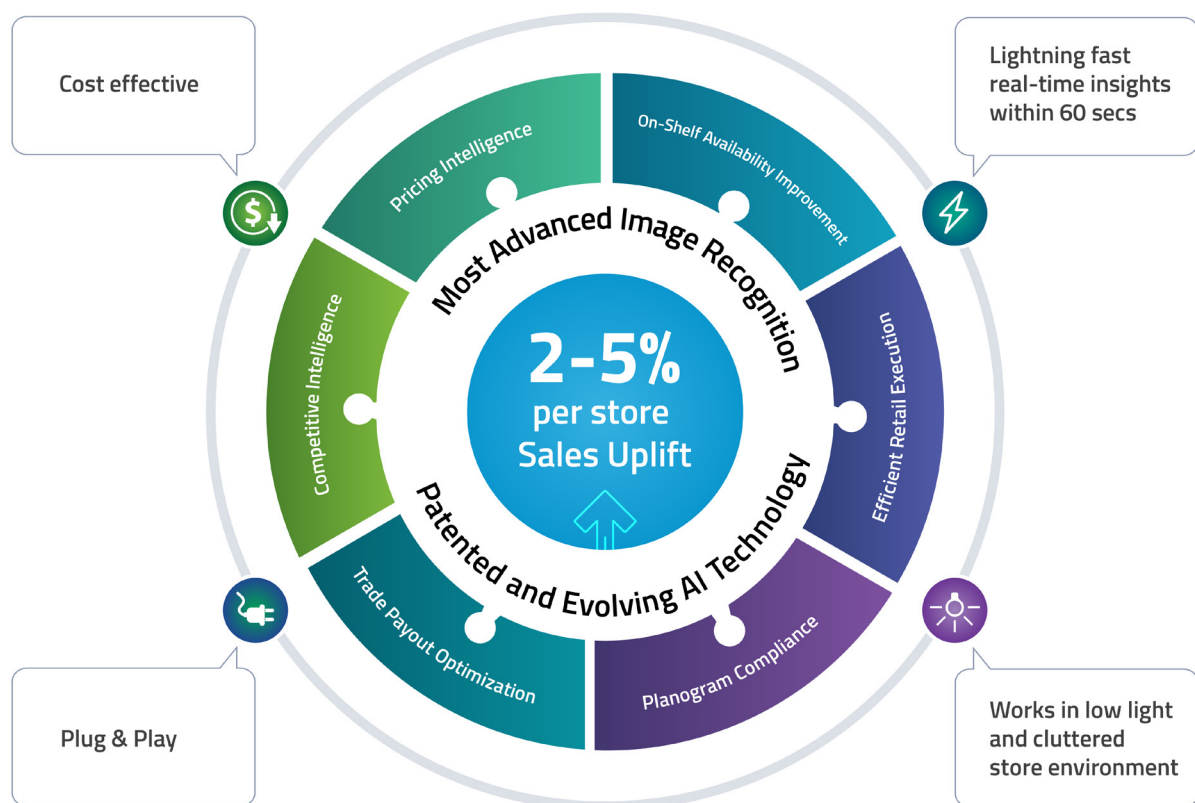 Cost effective
Lightning fast
real-time insights
within 60 secs
Pricing Intelligence
On-Shelf Availability Improvement
Competitive Intelligence
Efficient Retail Execution
Trade Payout Optimization
Planogram Compliance
Most Advanced Image Recognition
$
2-5%
per store
Sales Uplift
Patented and Evolving AI Technology
Plug & Play
Works in low light
and cluttered
store environment